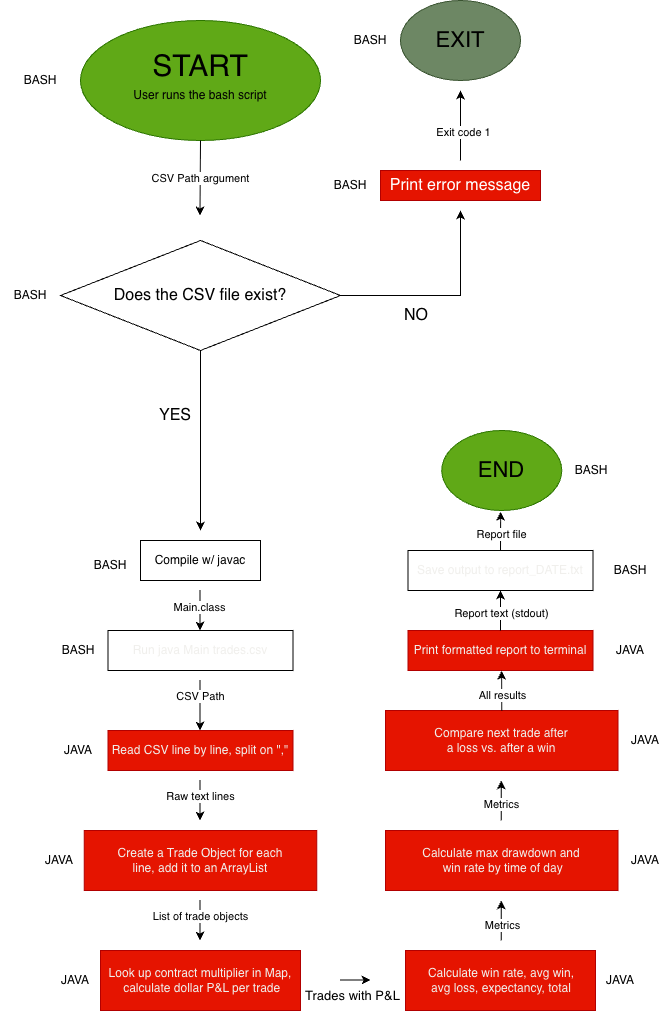 BASH
START
User runs the bash script
CSV Path argument
BASH
EXIT
Exit code 1
BASH
Print error message
BASH
Does the CSV file exist?
NO
YES
BASH
Compile w/ javac
Main.class
BASH
Run java Main trades.csv
CSV Path
JAVA
Read CSV line by line, split on ","
Raw text lines
JAVA
Create a Trade Object for each
line, add it to an ArrayList
List of trade objects
JAVA
Look up contract multiplier in Map,
calculate dollar P&L per trade
Trades with P&L
Calculate win rate, avg win,
avg loss, expectancy, total
JAVA
Metrics
Calculate max drawdown and
win rate by time of day
JAVA
Metrics
Compare next trade after
a loss vs. after a win
JAVA
All results
Print formatted report to terminal
JAVA
Report text (stdout)
Save output to report_DATE.txt
BASH
Report file
END
BASH